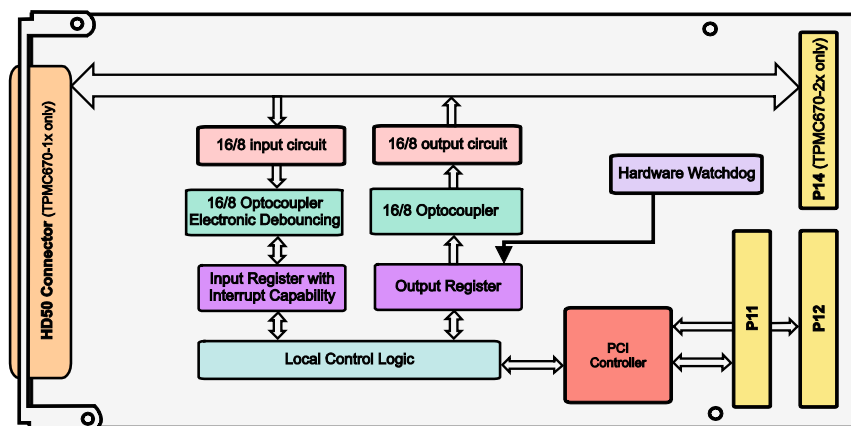 HD50 Connector (TPMC670-1x only)
P14 (TPMC670-2x only)
16/8 input circuit
16/8 output circuit
Hardware Watchdog
16/8 Optocoupler
Electronic Debouncing
16/8 Optocoupler
Input Register with
Interrupt Capability
Output Register
P11
P12
PCI
Controller
Local Control Logic